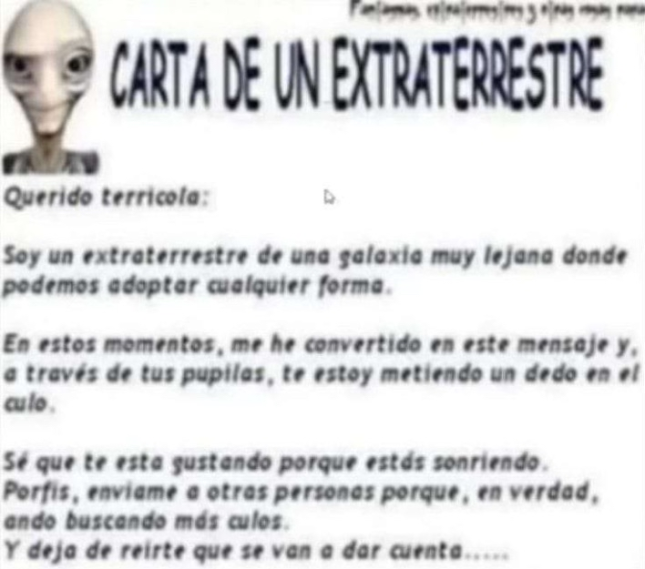 CARTA DE UN EXTRATERRESTRE
Querido terricola:
Soy un extraterrestre de una galaxia muy lejana donde
podemos adoptar cualquier forma.
En estos momentos, me he convertido en este mensaje y,
a través de tus pupilas, te estoy metiendo un dedo en el
culo.
Sé que te esta gustando porque estás sonriendo.
Porfis, enviame a otras personas porque, en verdad,
ando buscando más culos.
Y deja de reirte que se van a dar cuenta.....